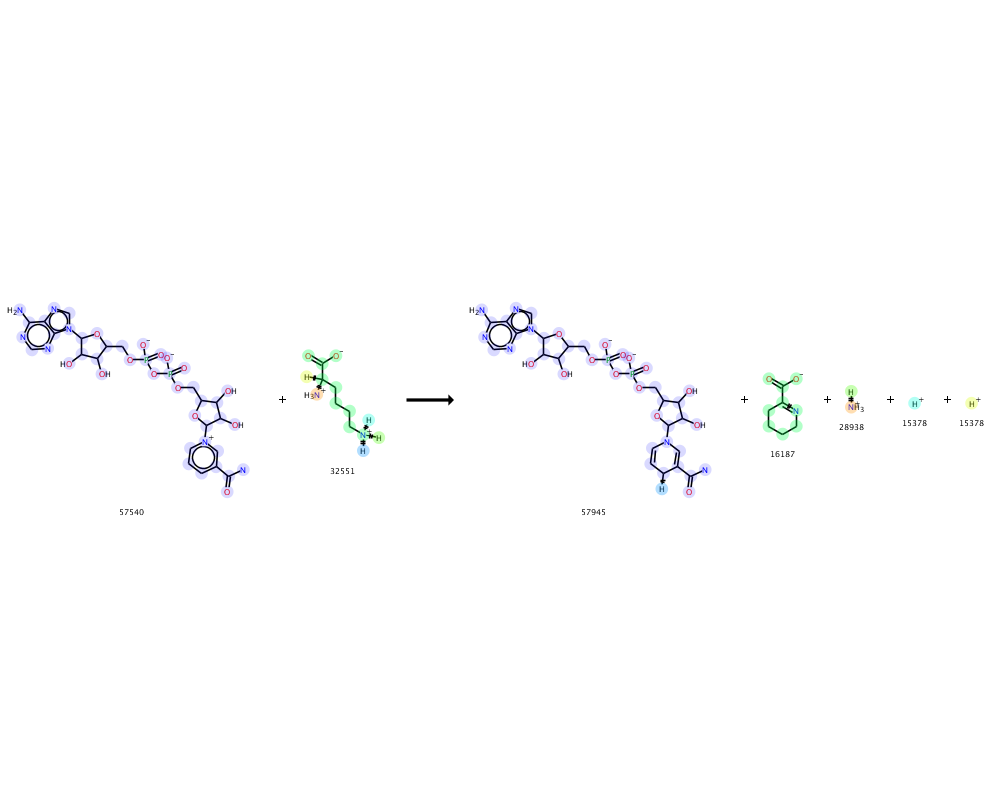 H₂N N N N N O O⁻ O⁻ P O P O O O O HO OH OH O OH N⁺ N O
57540
+
O O⁻ H H₃N⁺ H N⁺ H H
32551
H₂N N N N N O O⁻ O⁻ P O P O O O O HO OH OH O OH N N O H
57945
+
O O⁻ N
16187
+
H NH₃⁺
28938
+
H⁺
15378
+
H⁺
15378